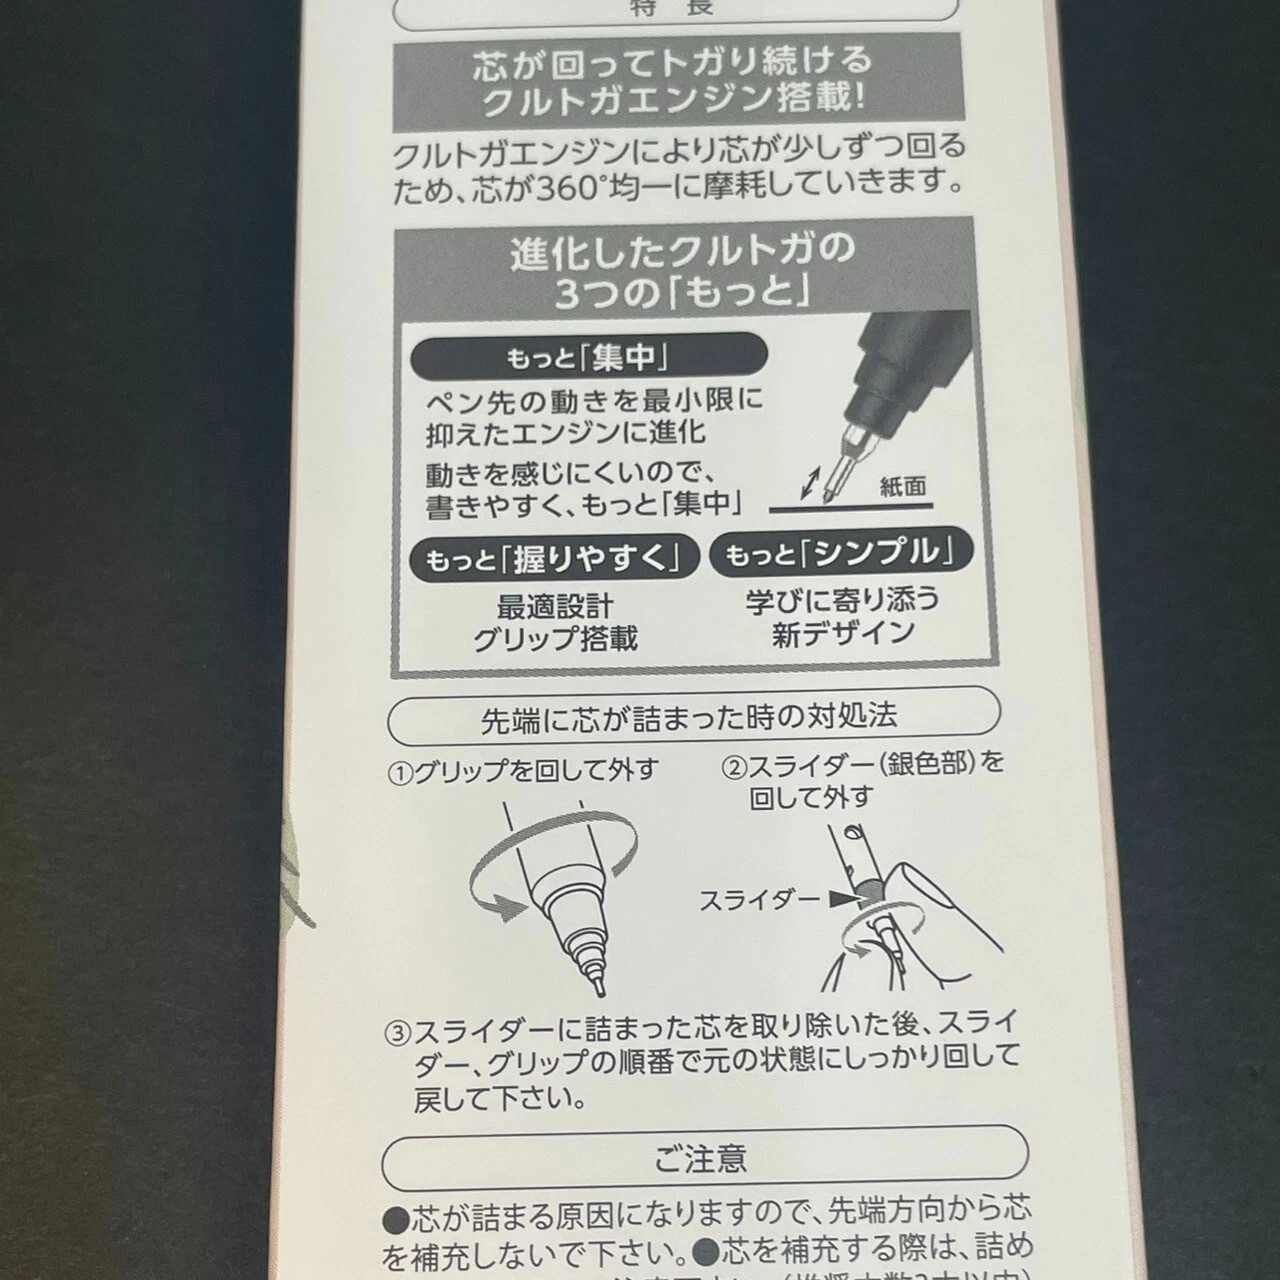 特長
芯が回ってトガり続ける
クルトガエンジン搭載!
クルトガエンジンにより芯が少しずつ回る
ため、芯が360°均一に摩耗していきます。
進化したクルトガの
3つの「もっと」
もっと「集中」
ペン先の動きを最小限に
抑えたエンジンに進化
動きを感じにくいので、
書きやすく、もっと「集中」
紙面
もっと「握りやすく」
最適設計
グリップ搭載
もっと「シンプル」
学びに寄り添う
新デザイン
先端に芯が詰まった時の対処法
①グリップを回して外す
②スライダー(銀色部)を
回して外す
スライダー
③スライダーに詰まった芯を取り除いた後、スライ
ダー、グリップの順番で元の状態にしっかり回して
戻して下さい。
ご注意
●芯が詰まる原因になりますので、先端方向から芯
を補充しないで下さい。●芯を補充する際は、詰め